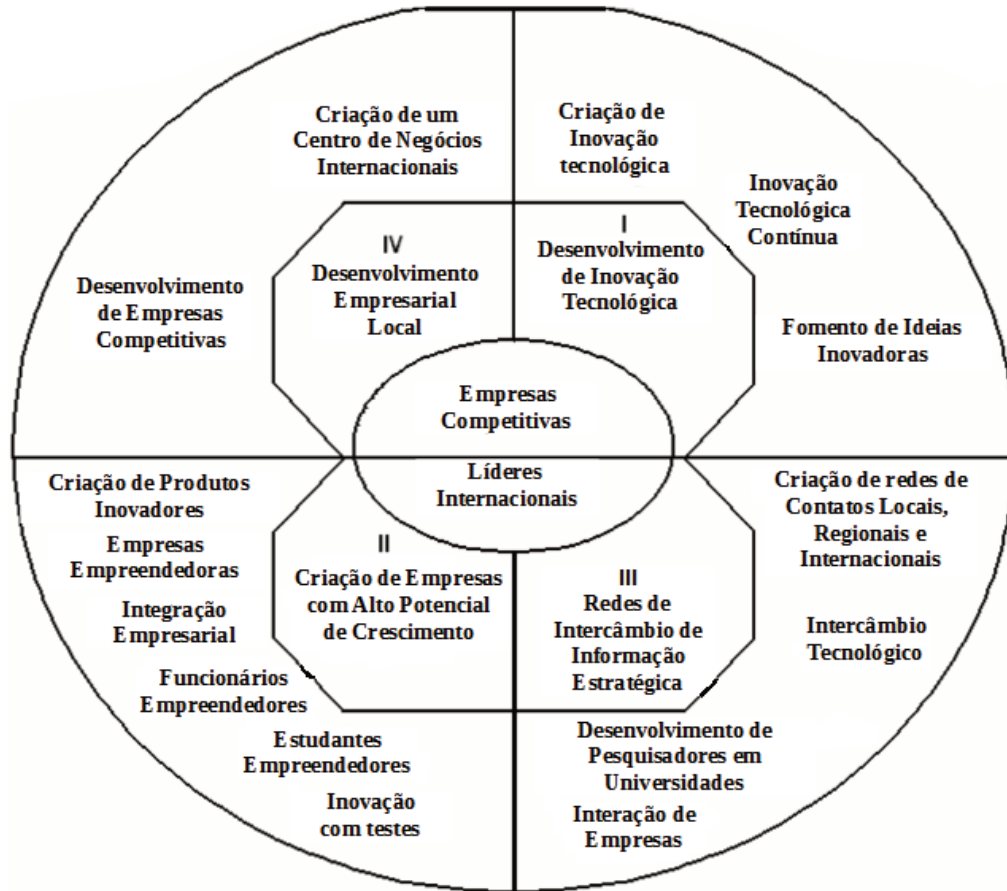 Criação de um
Centro de Negócios
Internacionais
Criação de
Inovação
tecnológica
Inovação
Tecnológica
Contínua
IV
Desenvolvimento
Empresarial
Local
I
Desenvolvimento
de Inovação
Tecnológica
Desenvolvimento
de Empresas
Competitivas
Fomento de Ideias
Inovadoras
Empresas
Competitivas
Líderes
Internacionais
Criação de Produtos
Inovadores
Empresas
Empreendedoras
Integração
Empresarial
Funcionários
Empreendedores
Estudantes
Empreendedores
Inovação
com testes
II
Criação de Empresas
com Alto Potencial
de Crescimento
III
Redes de
Intercâmbio de
Informação
Estratégica
Criação de redes de
Contatos Locais,
Regionais e
Internacionais
Intercâmbio
Tecnológico
Desenvolvimento de
Pesquisadores em
Universidades
Interação de
Empresas